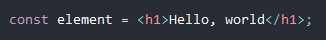 const element = <h1>Hello, world</h1>;